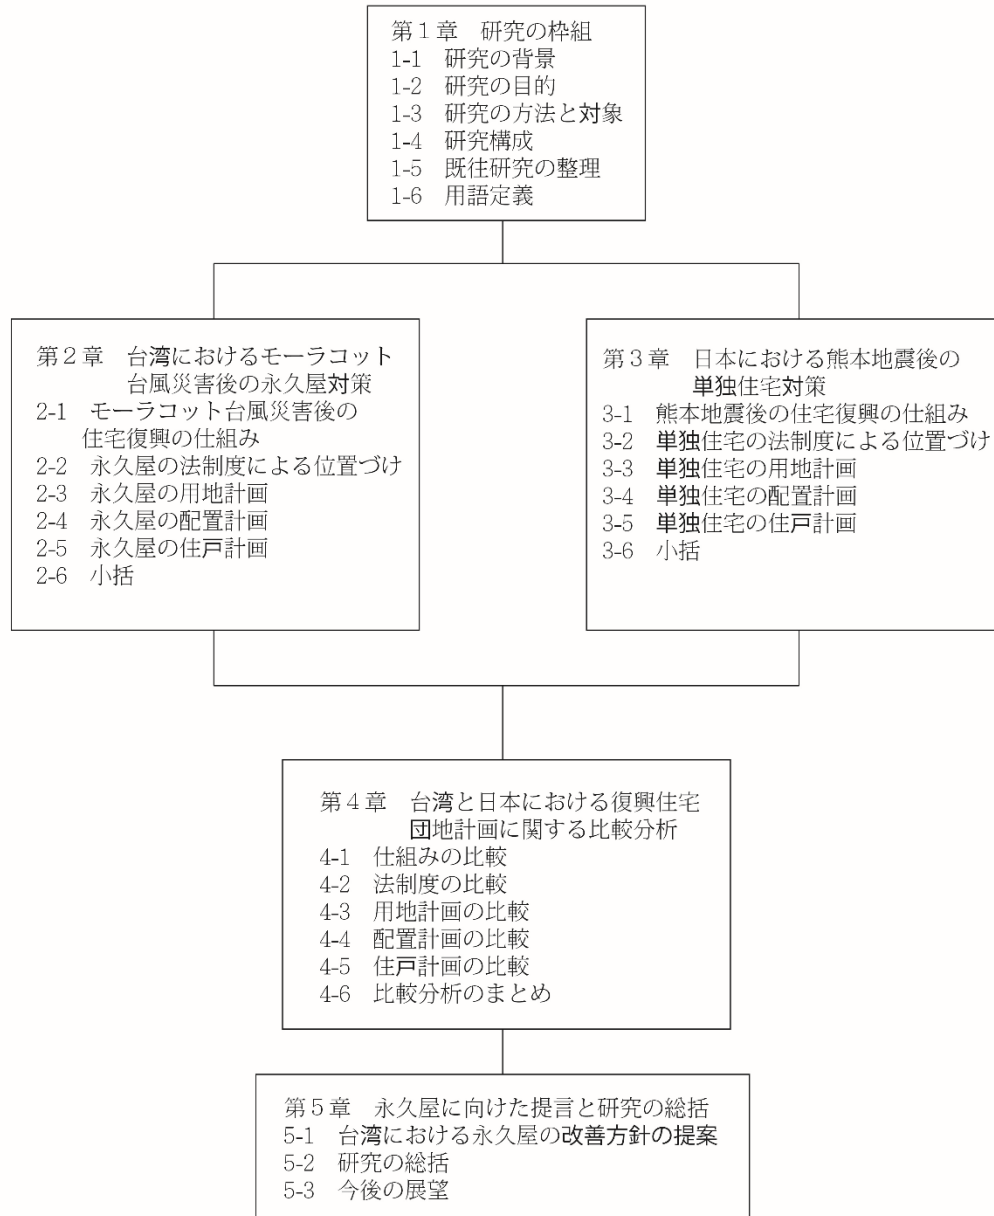 第１章　研究の枠組
1-1　研究の背景
1-2　研究の目的
1-3　研究の方法と対象
1-4　研究構成
1-5　既往研究の整理
1-6　用語定義
第２章　台湾におけるモーラコット
台風災害後の永久屋対策
2-1　モーラコット台風災害後の
住宅復興の仕組み
2-2　永久屋の法制度による位置づけ
2-3　永久屋の用地計画
2-4　永久屋の配置計画
2-5　永久屋の住戸計画
2-6　小括
第３章　日本における熊本地震後の
単独住宅対策
3-1　熊本地震後の住宅復興の仕組み
3-2　単独住宅の法制度による位置づけ
3-3　単独住宅の用地計画
3-4　単独住宅の配置計画
3-5　単独住宅の住戸計画
3-6　小括
第４章　台湾と日本における復興住宅
団地計画に関する比較分析
4-1　仕組みの比較
4-2　法制度の比較
4-3　用地計画の比較
4-4　配置計画の比較
4-5　住戸計画の比較
4-6　比較分析のまとめ
第５章　永久屋に向けた提言と研究の総括
5-1　台湾における永久屋の改善方針の提案
5-2　研究の総括
5-3　今後の展望